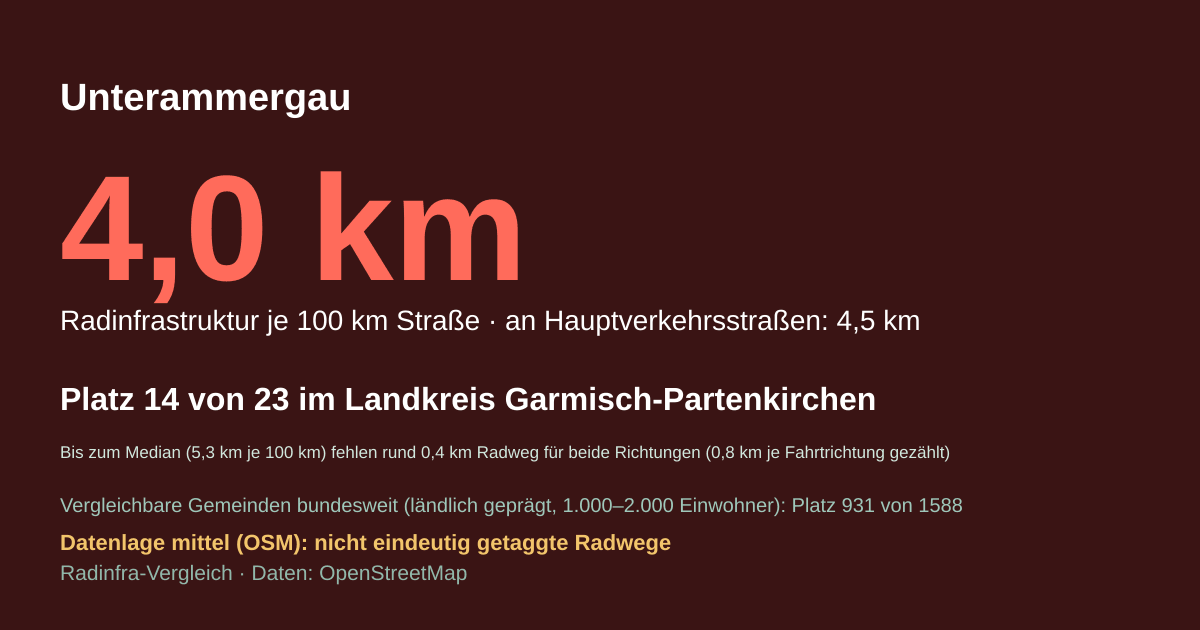 Unterammergau
4,0 km
Radinfrastruktur je 100 km Straße · an Hauptverkehrsstraßen: 4,5 km
Platz 14 von 23 im Landkreis Garmisch-Partenkirchen
Bis zum Median (5,3 km je 100 km) fehlen rund 0,4 km Radweg für beide Richtungen (0,8 km je Fahrtrichtung gezählt)
Vergleichbare Gemeinden bundesweit (ländlich geprägt, 1.000–2.000 Einwohner): Platz 931 von 1588
Datenlage mittel (OSM): nicht eindeutig getaggte Radwege
Radinfra-Vergleich · Daten: OpenStreetMap